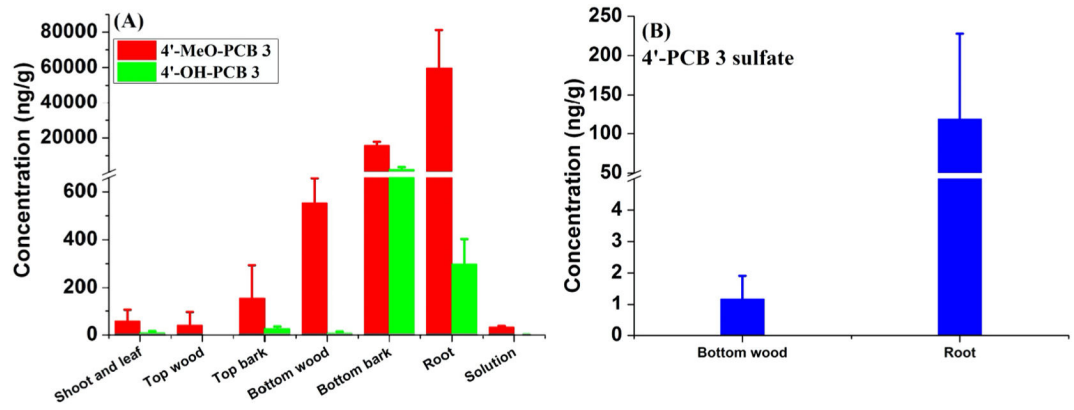 (A)
4'-MeO-PCB 3
4'-OH-PCB 3
Concentration (ng/g)
80000
60000
40000
20000
600
400
200
0
Shoot and leaf
Top wood
Top bark
Bottom wood
Bottom bark
Root
Solution
(B)
4'-PCB 3 sulfate
Concentration (ng/g)
250
200
150
100
50
4
3
2
1
0
Bottom wood
Root